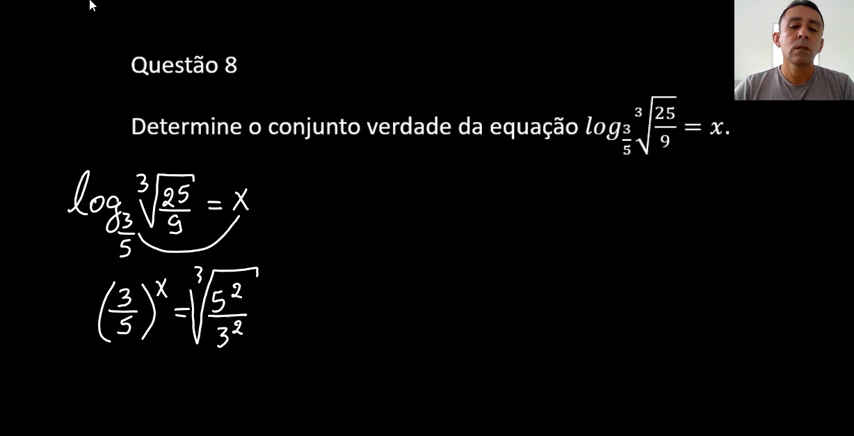 Questão 8
Determine o conjunto verdade da equação log_{3/5} ∛(25/9) = x.
log_{3/5} ∛(25/9) = x
(3/5)^x = ∛(5²/3²)